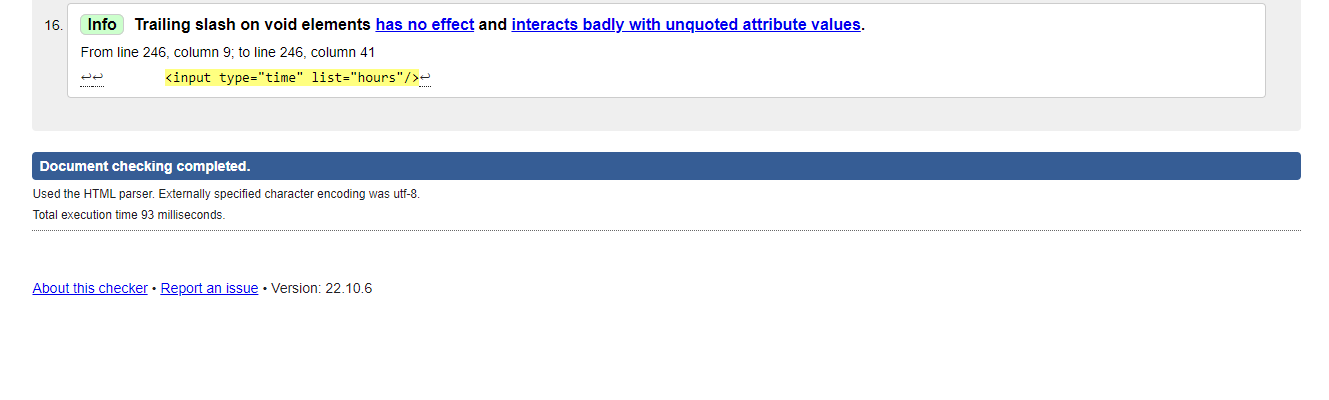 16. Info Trailing slash on void elements has no effect and interacts badly with unquoted attribute values.
From line 246, column 9; to line 246, column 41
↩↩ <input type="time" list="hours"/>↩
Document checking completed.
Used the HTML parser. Externally specified character encoding was utf-8.
Total execution time 93 milliseconds.
About this checker • Report an issue • Version: 22.10.6